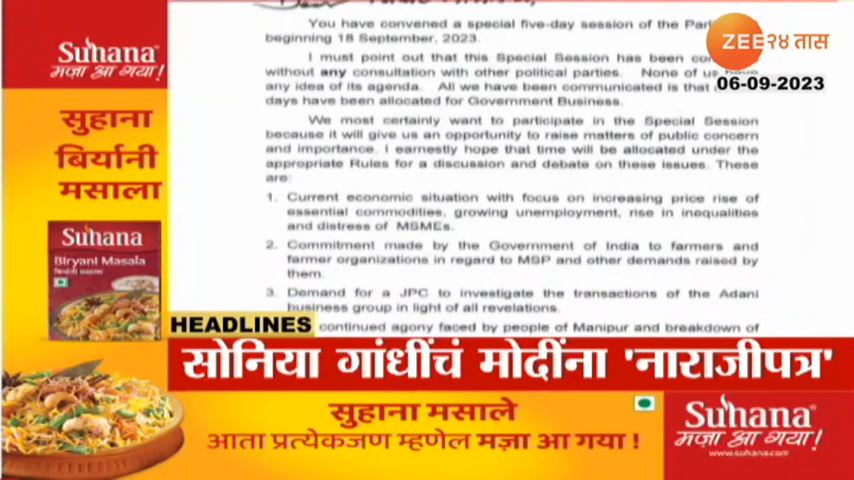 You have convened a special five-day session of the
beginning 18 September, 2023.
I must point out that this Special Session has been
without any consultation with other political parties. None of
any idea of its agenda. All we have been communicated is that
days have been allocated for Government Business.
We most certainly want to participate in the Special Session
because it will give us an opportunity to raise matters of public concern
and importance. I earnestly hope that time will be allocated under the
appropriate Rules for a discussion and debate on these issues. These
are:
1. Current economic situation with focus on increasing price rise of
essential commodities, growing unemployment, rise in inequalities
and distress of MSMEs.
2. Commitment made by the Government of India to farmers and
farmer organizations in regard to MSP and other demands raised by
them.
3. Demand for a JPC to investigate the transactions of the Adani
business group in light of all revelations.
continued agony faced by people of Manipur and breakdown of
ZEE २४ तास
06-09-2023
Suhana
मज़ा आ गया!
सुहाना
बिर्याणी
मसाला
Suhana
Biryani Masala
बिर्याणी मसाला
HEADLINES
सोनिया गांधींचं मोदींना 'नाराजीपत्र'
सुहाना मसाले
आता प्रत्येकजण म्हणेल मज़ा आ गया !
Suhana
मज़ा आ गया!
www.suhana.com